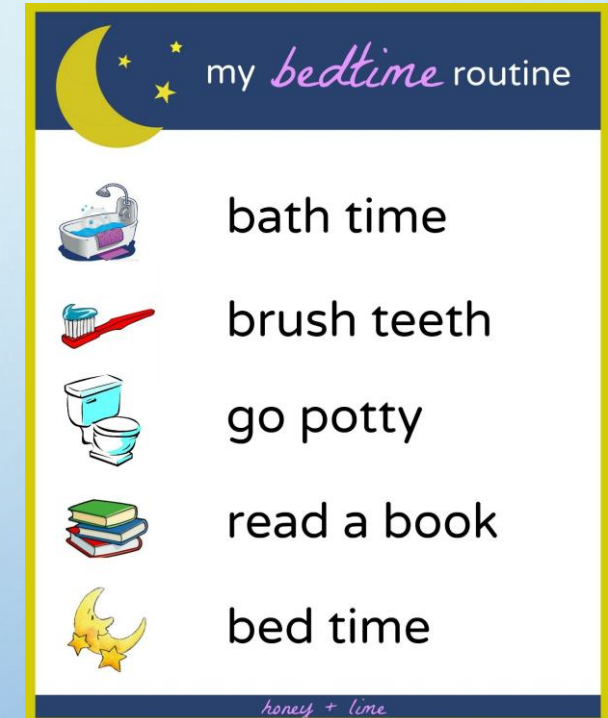 my bedtime routine
bath time
brush teeth
go potty
read a book
bed time
honey + lime